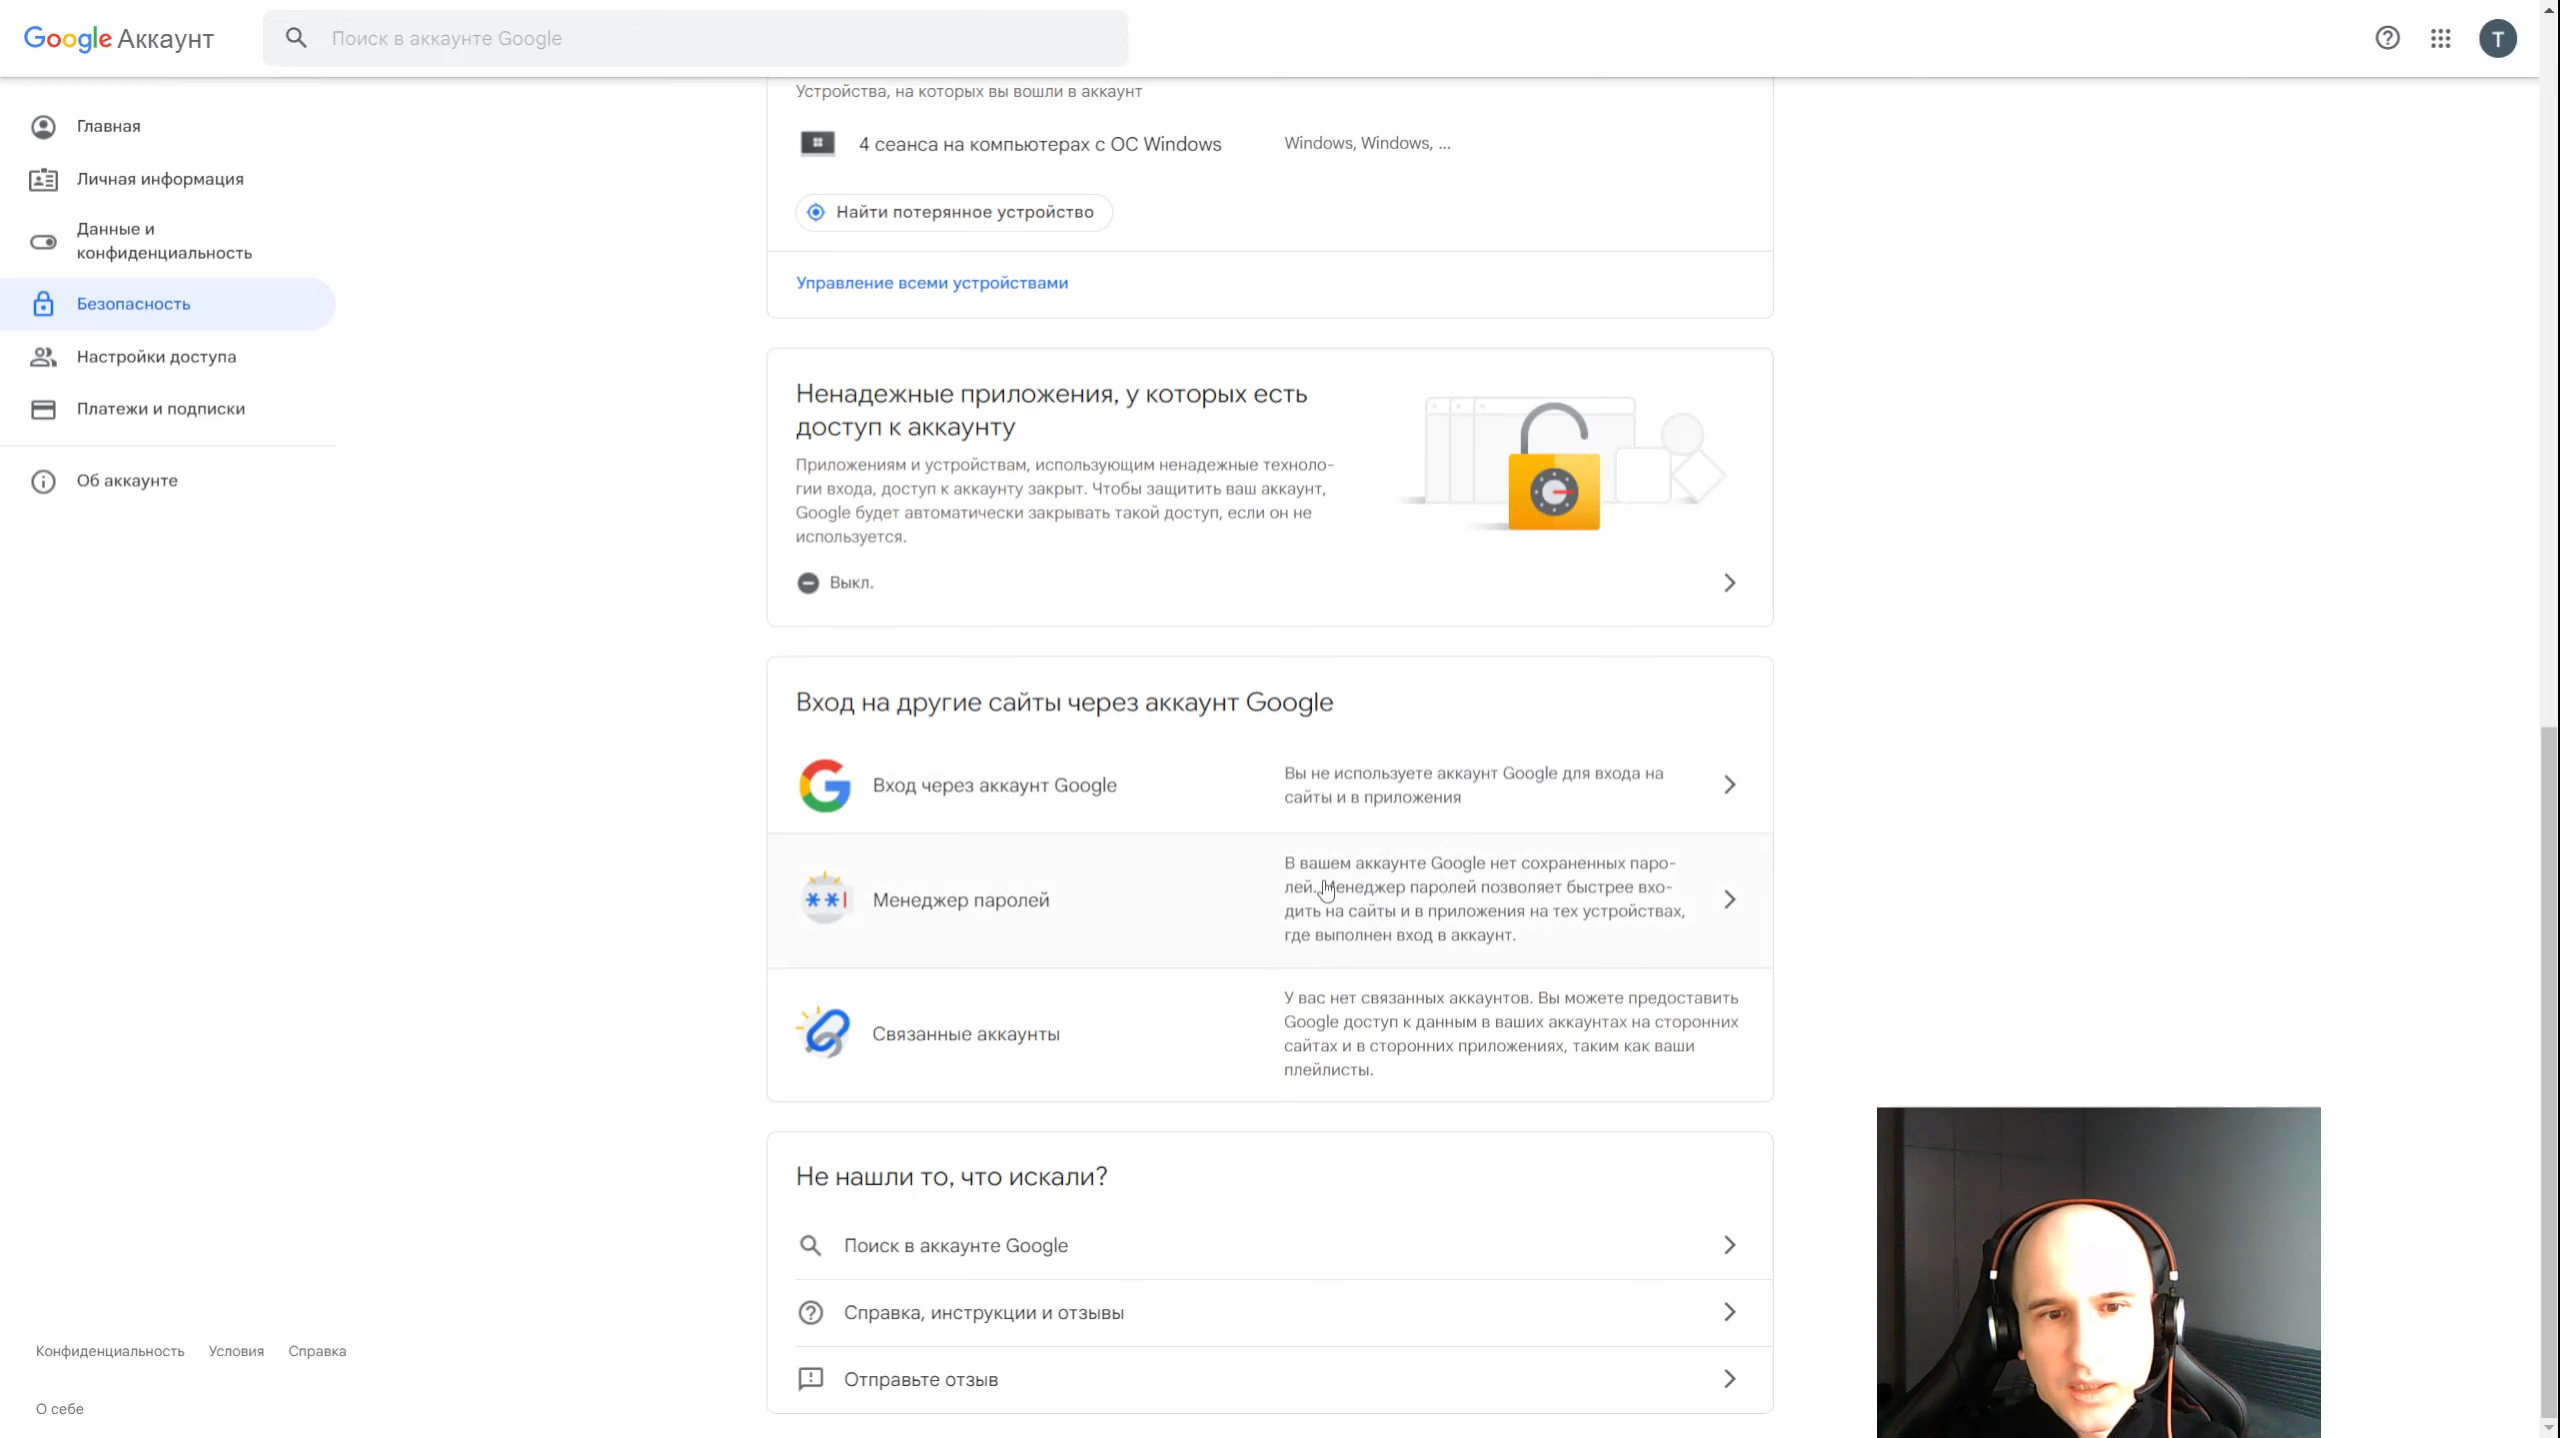 Google Аккаунт
Поиск в аккаунте Google
T
Главная
Личная информация
Данные и
конфиденциальность
Безопасность
Настройки доступа
Платежи и подписки
Об аккаунте
Устройства, на которых вы вошли в аккаунт
4 сеанса на компьютерах с ОС Windows
Windows, Windows, ...
Найти потерянное устройство
Управление всеми устройствами
Ненадежные приложения, у которых есть
доступ к аккаунту
Приложениям и устройствам, использующим ненадежные техноло-
гии входа, доступ к аккаунту закрыт. Чтобы защитить ваш аккаунт,
Google будет автоматически закрывать такой доступ, если он не
используется.
Выкл.
Вход на другие сайты через аккаунт Google
Вход через аккаунт Google
Вы не используете аккаунт Google для входа на
сайты и в приложения
Менеджер паролей
В вашем аккаунте Google нет сохраненных паро-
лей. Менеджер паролей позволяет быстрее вхо-
дить на сайты и в приложения на тех устройствах,
где выполнен вход в аккаунт.
Связанные аккаунты
У вас нет связанных аккаунтов. Вы можете предоставить
Google доступ к данным в ваших аккаунтах на сторонних
сайтах и в сторонних приложениях, таким как ваши
плейлисты.
Не нашли то, что искали?
Поиск в аккаунте Google
Справка, инструкции и отзывы
Отправьте отзыв
Конфиденциальность Условия Справка
О себе